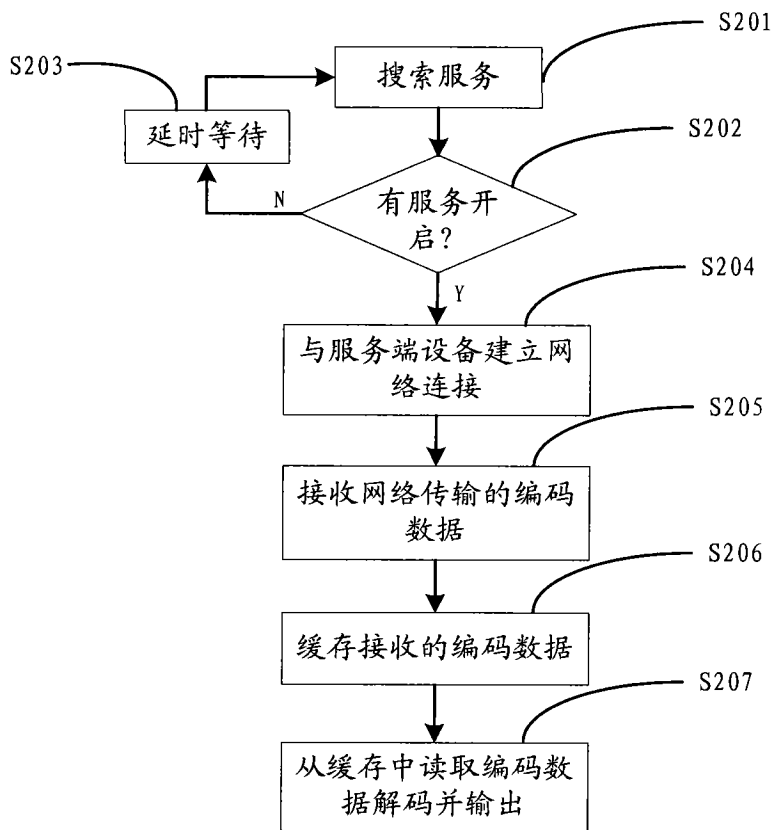 S201
搜索服务
S203
延时等待
S202
有服务开
启?
N
Y
S204
与服务端设备建立网
络连接
S205
接收网络传输的编码
数据
S206
缓存接收的编码数据
S207
从缓存中读取编码数
据解码并输出